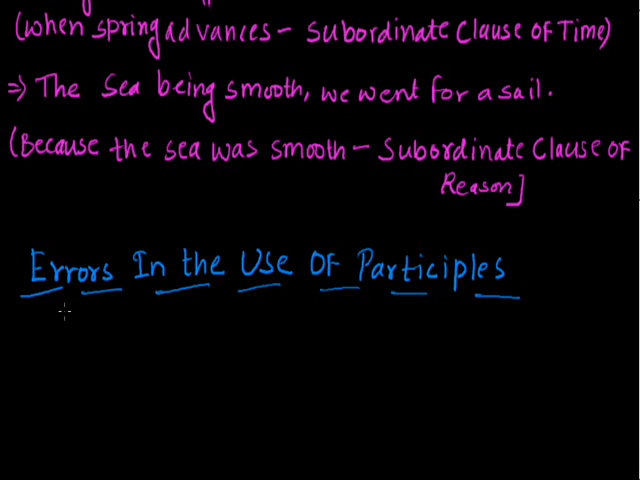 (when spring advances - Subordinate Clause of Time)
⇒ The Sea being smooth, we went for a sail.
(Because the sea was smooth - Subordinate Clause of
Reason]
Errors In the Use Of Participles